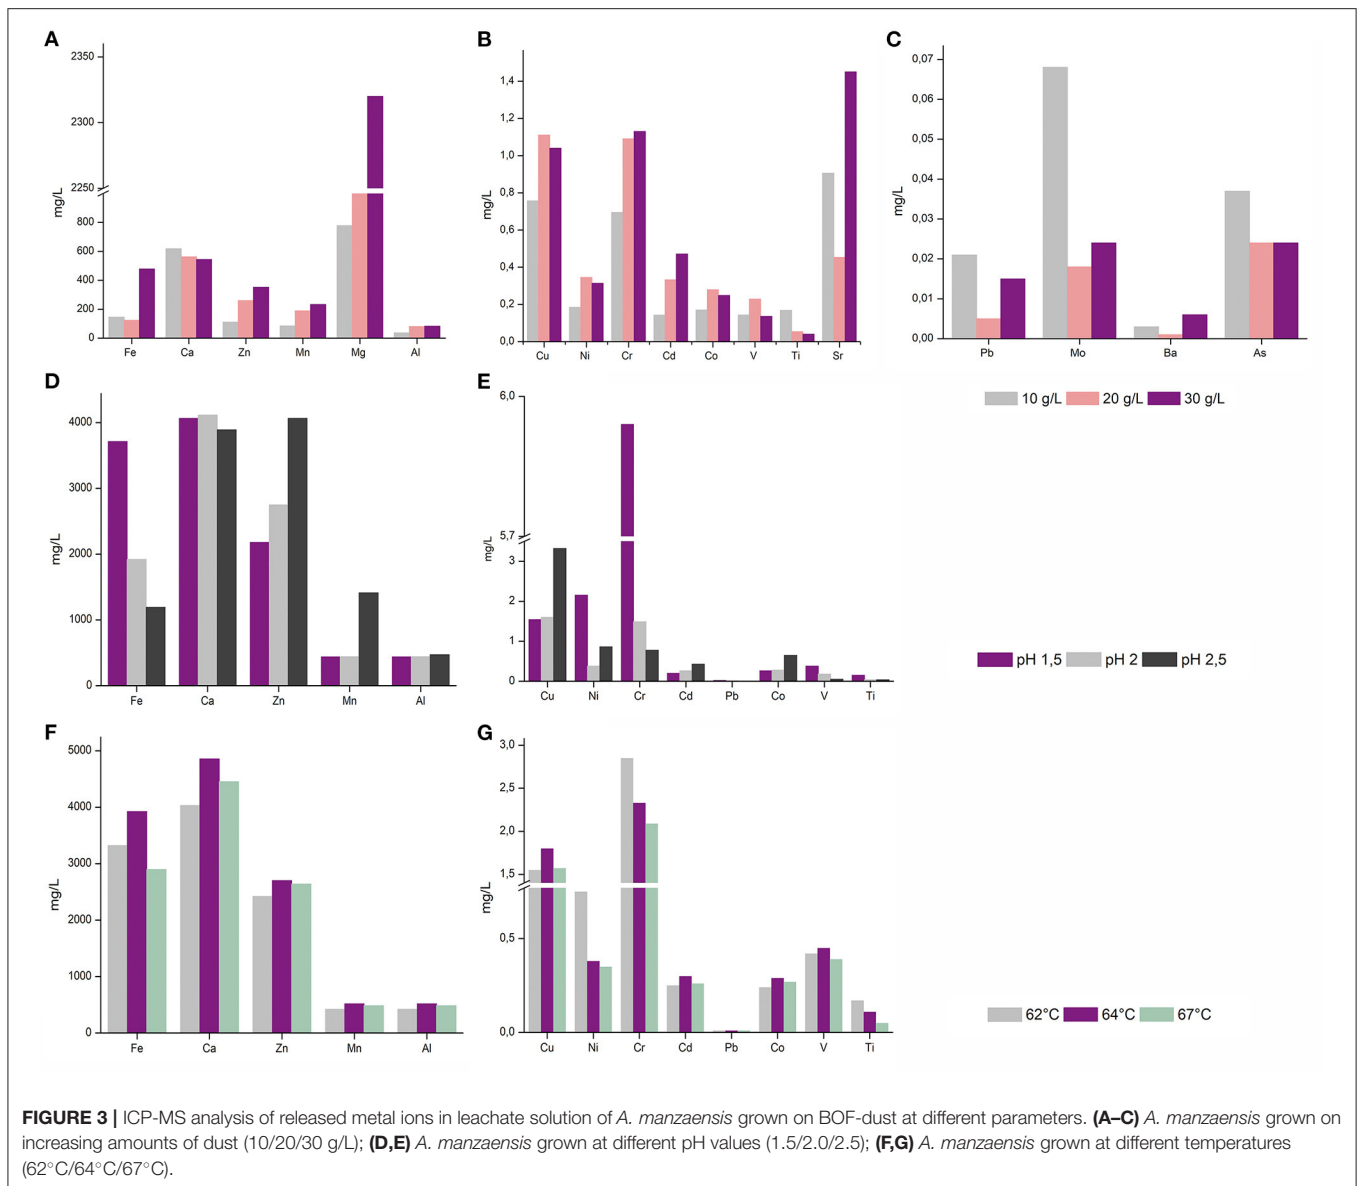 A
2350
2300
2250
800
600
400
200
0
mg/L
Fe Ca Zn Mn Mg Al
B
1,4
1,2
1,0
0,8
0,6
0,4
0,2
0,0
mg/L
Cu Ni Cr Cd Co V Ti Sr
C
0,07
0,06
0,05
0,04
0,03
0,02
0,01
0,00
mg/L
Pb Mo Ba As
10 g/L 20 g/L 30 g/L
D
4000
3000
2000
1000
0
mg/L
Fe Ca Zn Mn Al
E
6,0
5,7
3
2
1
0
mg/L
Cu Ni Cr Cd Pb Co V Ti
pH 1,5 pH 2 pH 2,5
F
5000
4000
3000
2000
1000
0
mg/L
Fe Ca Zn Mn Al
G
3,0
2,5
2,0
1,5
0,5
0,0
mg/L
Cu Ni Cr Cd Pb Co V Ti
62°C 64°C 67°C
FIGURE 3 | ICP-MS analysis of released metal ions in leachate solution of A. manzaensis grown on BOF-dust at different parameters. (A–C) A. manzaensis grown on
increasing amounts of dust (10/20/30 g/L); (D,E) A. manzaensis grown at different pH values (1.5/2.0/2.5); (F,G) A. manzaensis grown at different temperatures
(62°C/64°C/67°C).